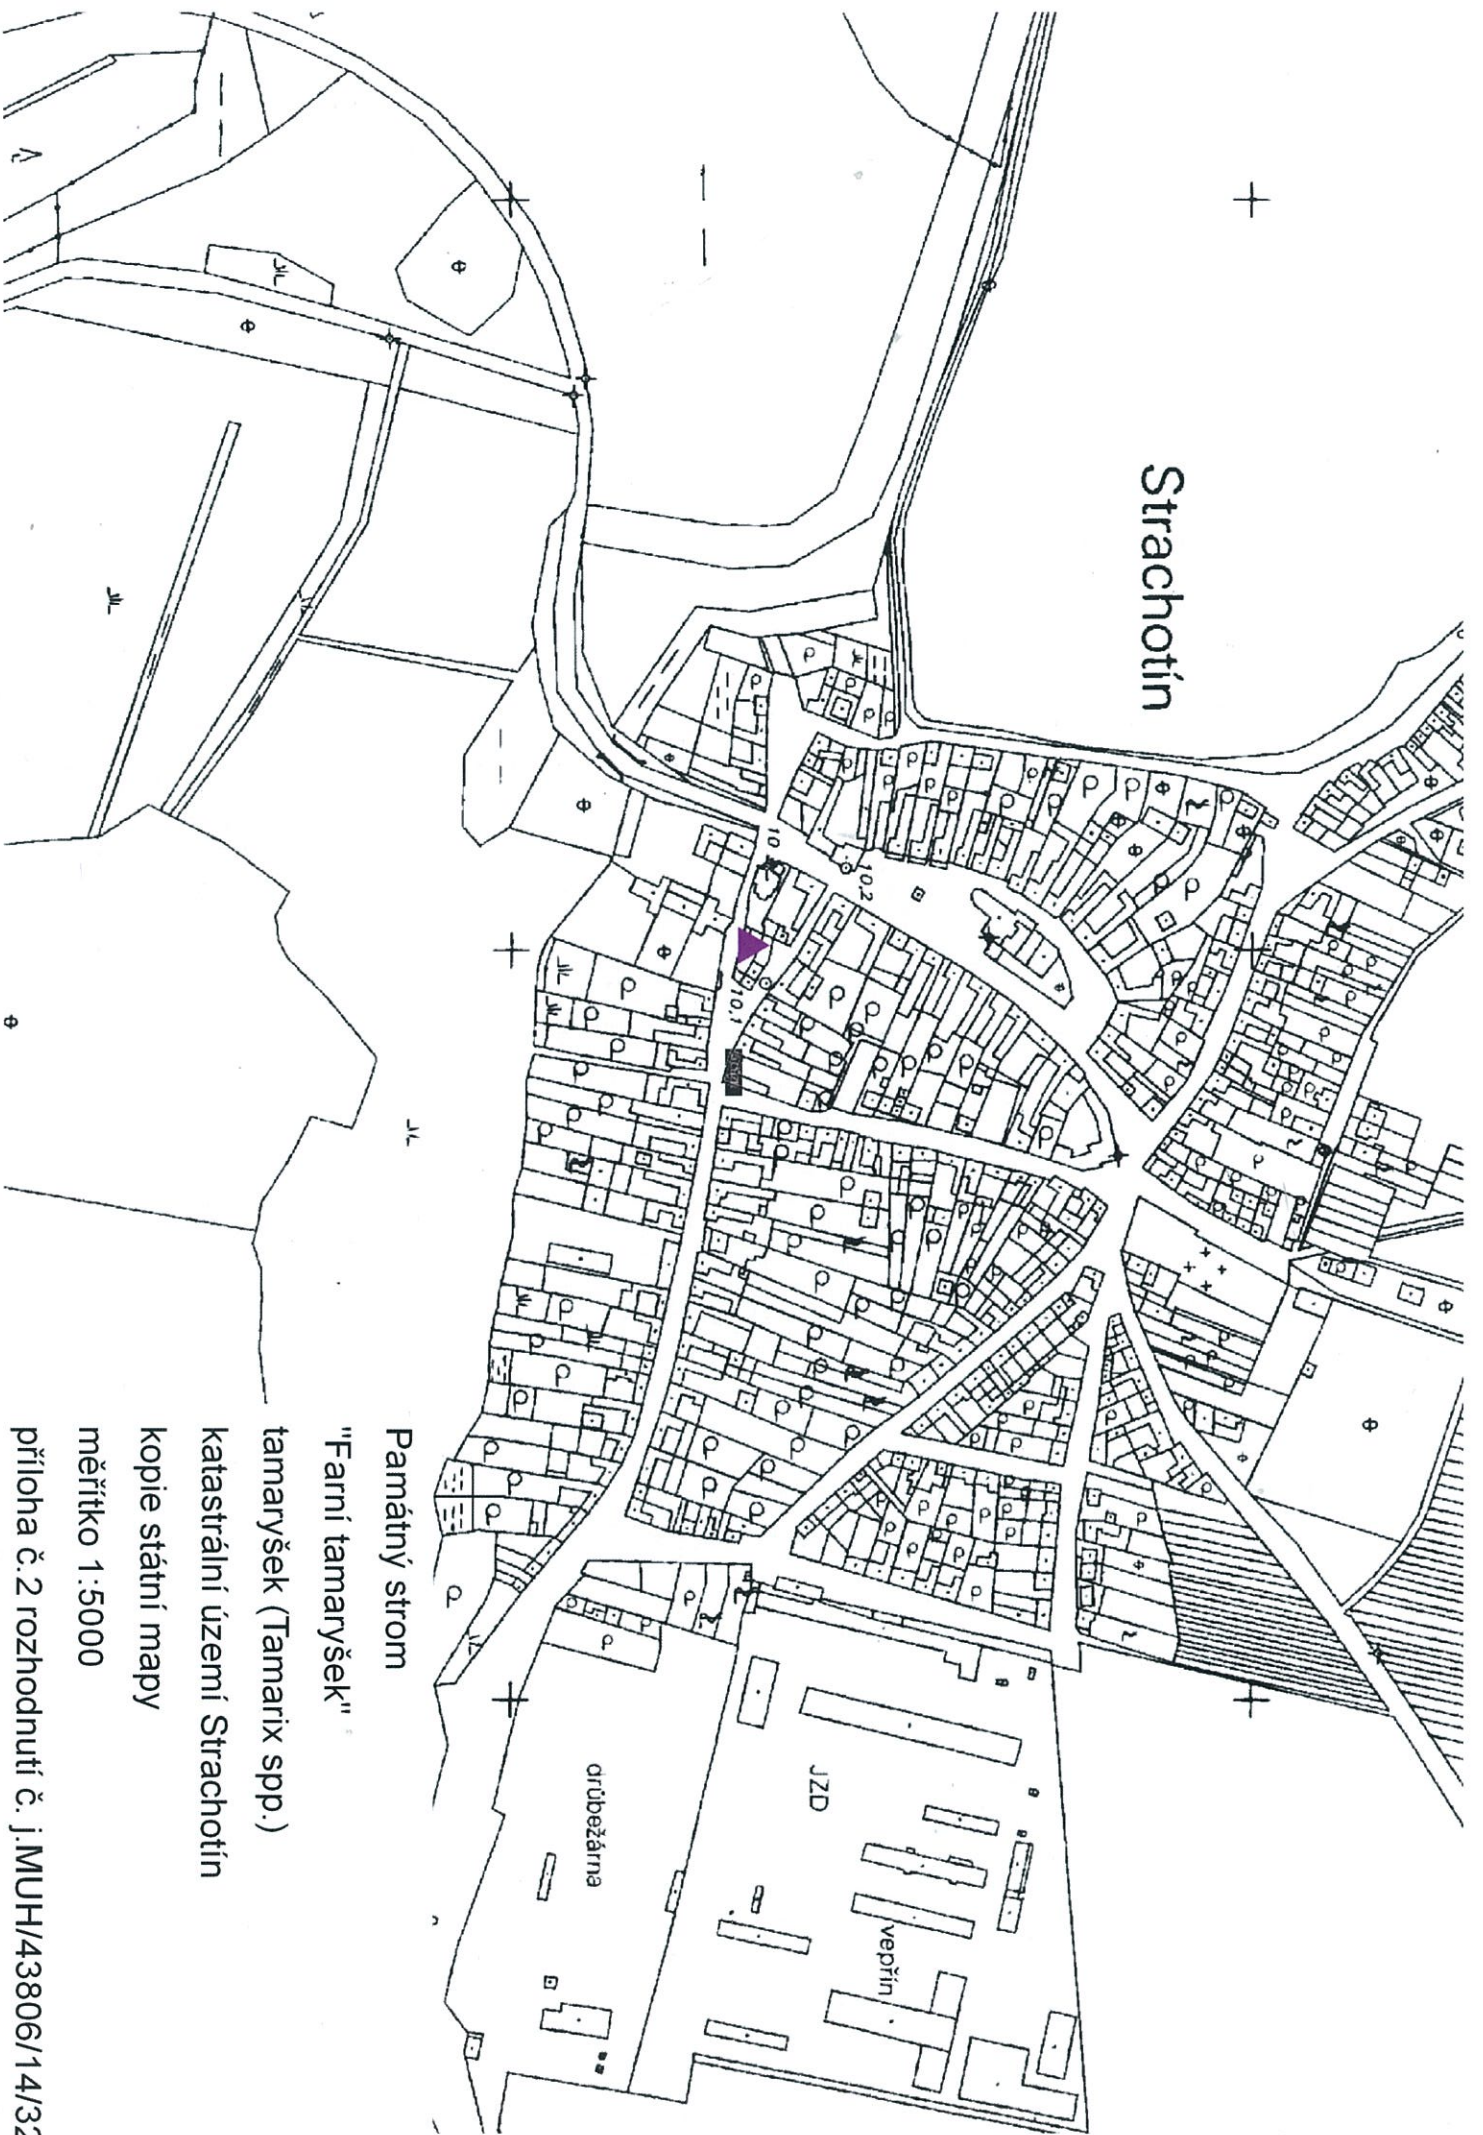 Strachotín
10,2
10,1
JZD
vepřín
drůbežárna
Památný strom
"Farní tamaryšek"
tamaryšek (Tamarix spp.)
katastrální území Strachotín
kopie státní mapy
měřítko 1:5000
příloha č.2 rozhodnutí č. j.MUH/43806/14/32